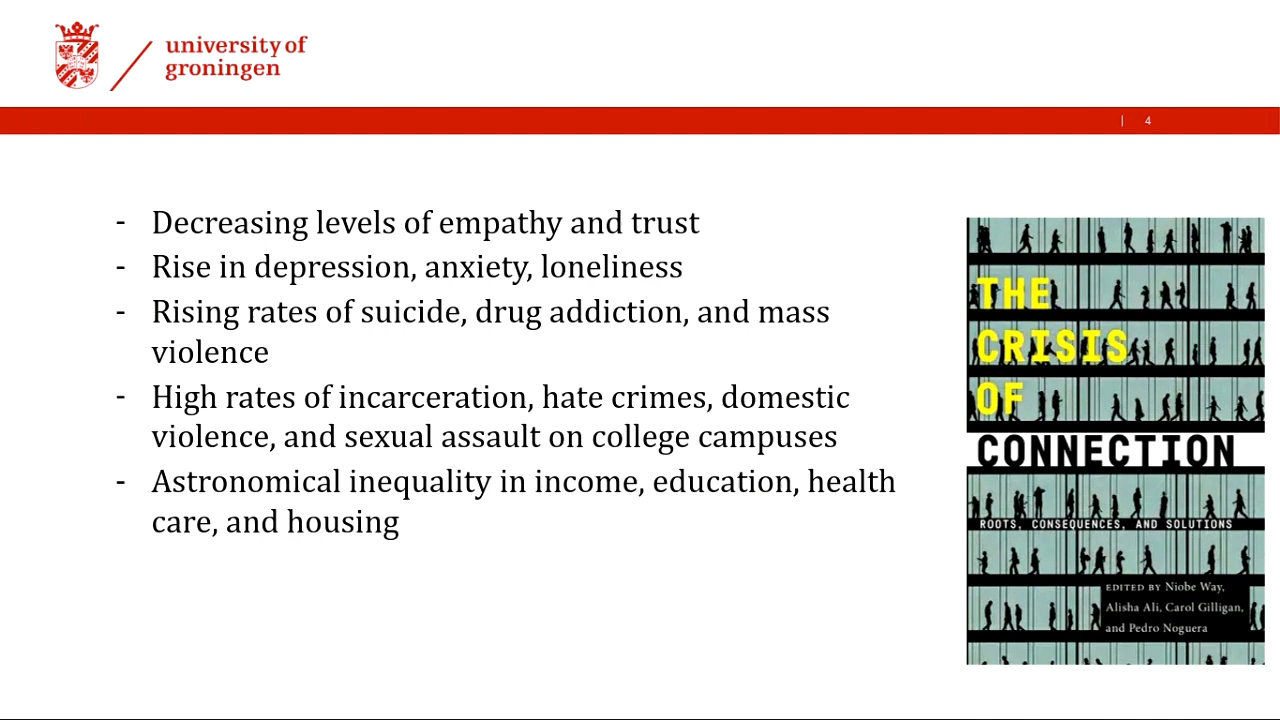 university of
groningen
| 4
- Decreasing levels of empathy and trust
- Rise in depression, anxiety, loneliness
- Rising rates of suicide, drug addiction, and mass
violence
- High rates of incarceration, hate crimes, domestic
violence, and sexual assault on college campuses
- Astronomical inequality in income, education, health
care, and housing
THE
CRISIS
OF
CONNECTION
ROOTS, CONSEQUENCES, AND SOLUTIONS
EDITED BY Niobe Way,
Alisha Ali, Carol Gilligan,
and Pedro Noguera